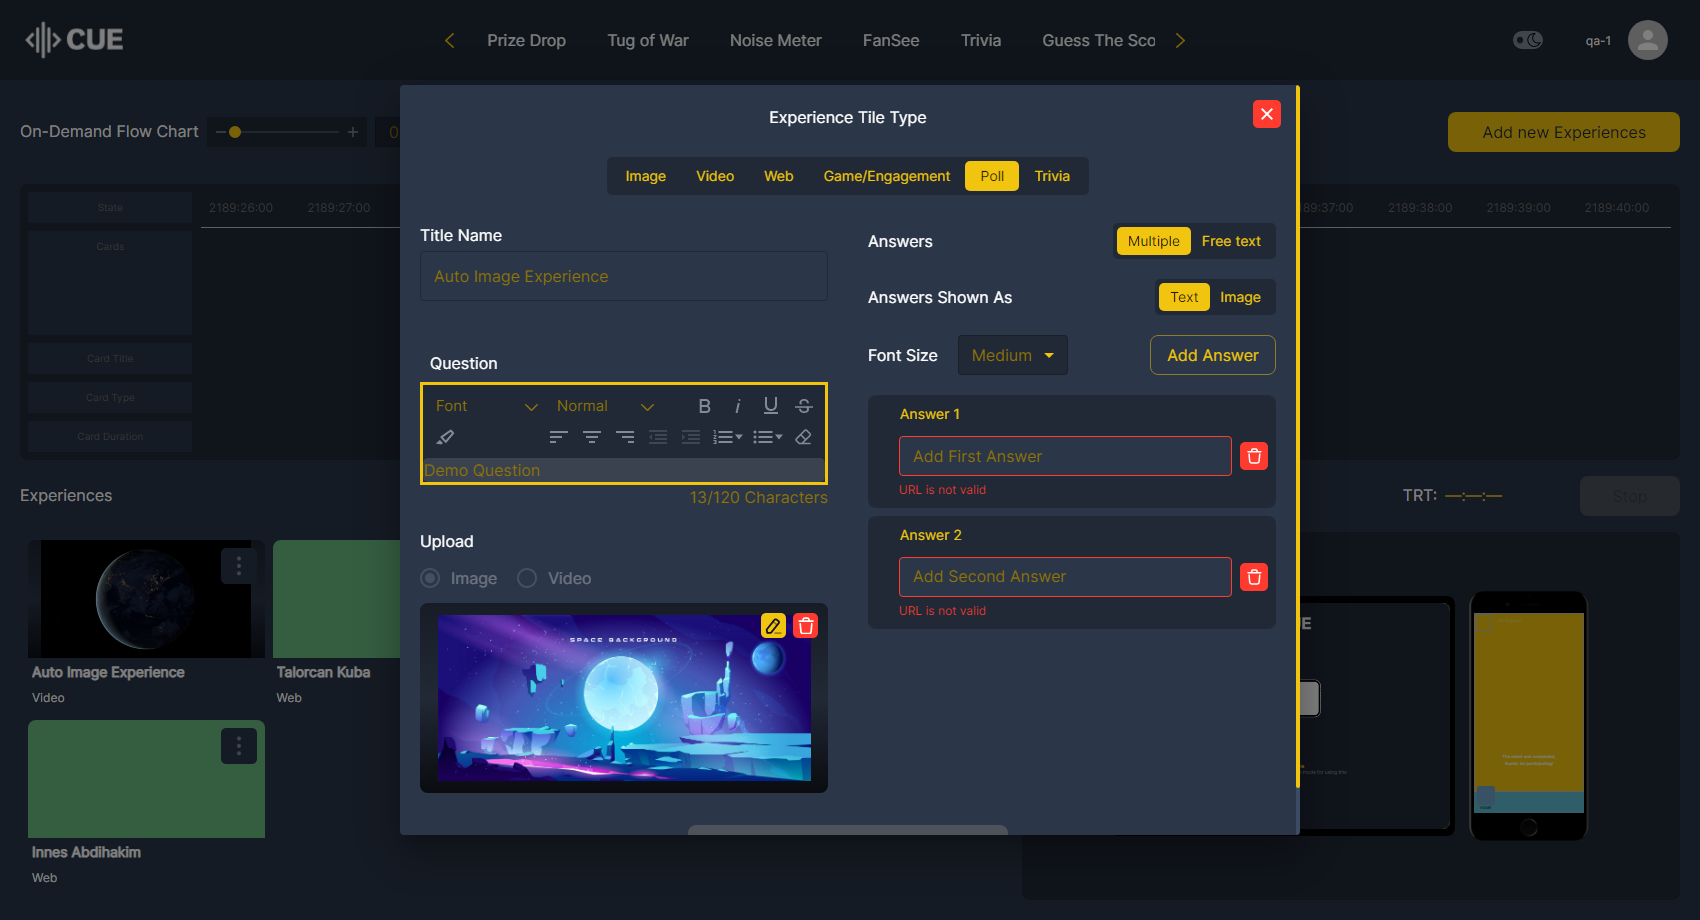 CUE
Prize Drop
Tug of War
Noise Meter
FanSee
Trivia
Guess The Sco
qa-1
On-Demand Flow Chart
0
Add new Experiences
State
2189:26:00
2189:27:00
89:37:00
2189:38:00
2189:39:00
2189:40:00
Cards
Card Title
Card Type
Card Duration
Experiences
TRT: —:—:—
Stop
Auto Image Experience
Video
Talorcan Kuba
Web
Innes Abdihakim
Web
Experience Tile Type
Image
Video
Web
Game/Engagement
Poll
Trivia
Title Name
Auto Image Experience
Question
Font
Normal
B
i
U
S
Demo Question
13/120 Characters
Upload
Image
Video
SPACE BACKGROUND
Answers
Multiple
Free text
Answers Shown As
Text
Image
Font Size
Medium
Add Answer
Answer 1
Add First Answer
URL is not valid
Answer 2
Add Second Answer
URL is not valid